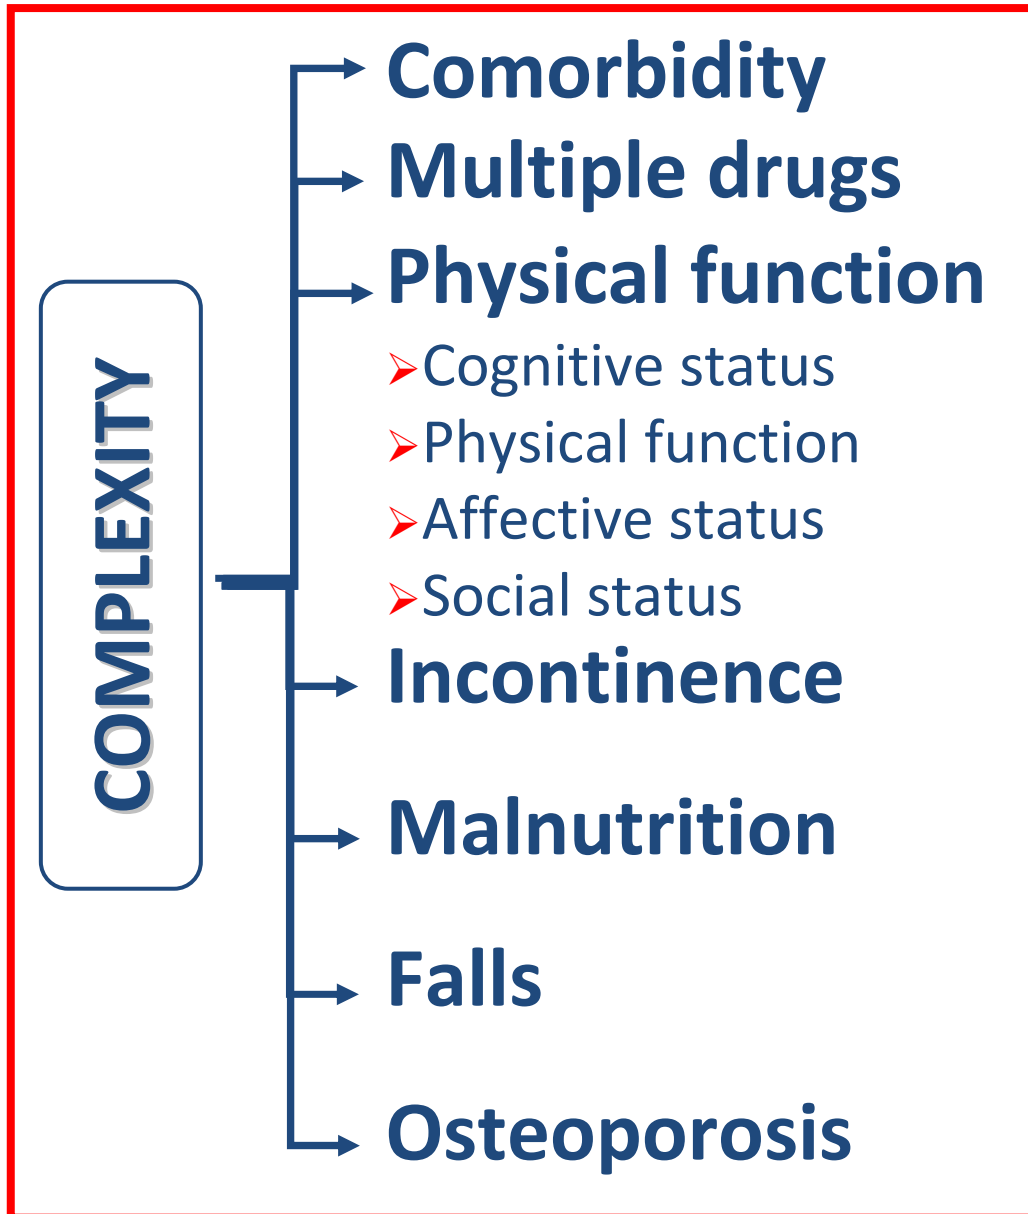 COMPLEXITY
Comorbidity
Multiple drugs
Physical function
Cognitive status
Physical function
Affective status
Social status
Incontinence
Malnutrition
Falls
Osteoporosis